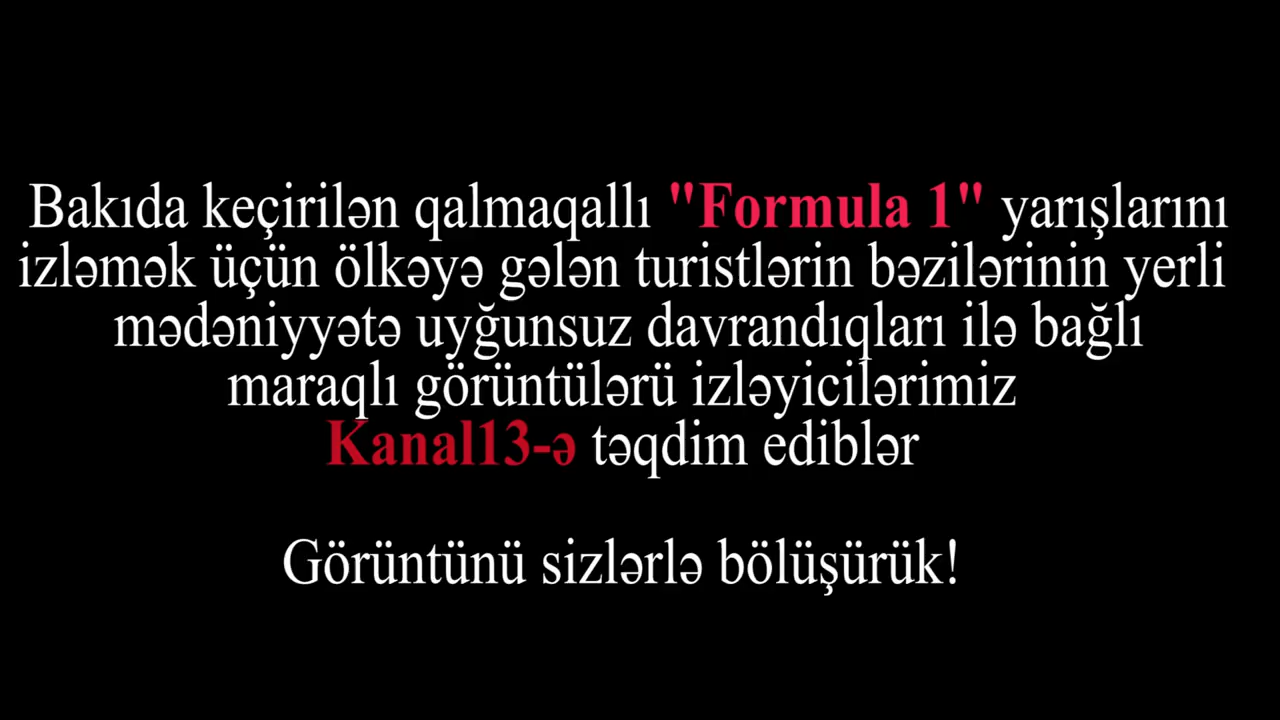 Bakıda keçirilən qalmaqallı "Formula 1" yarışlarını
izləmək üçün ölkəyə gələn turistlərin bəzilərinin yerli
mədəniyyətə uyğunsuz davrandıqları ilə bağlı
maraqlı görüntülərü izləyicilərimiz
Kanal13-ə təqdim ediblər
Görüntünü sizlərlə bölüşürük!